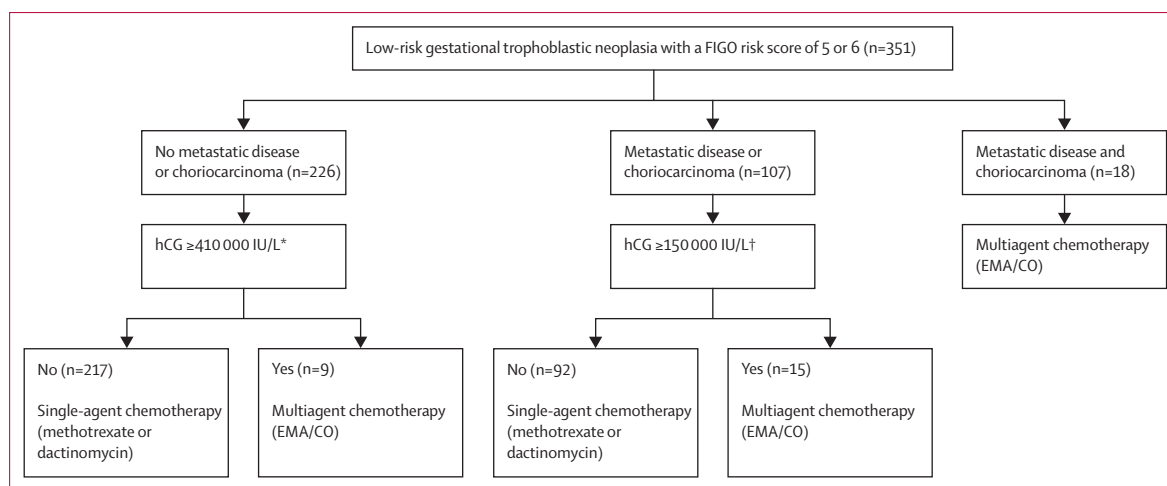 Low-risk gestational trophoblastic neoplasia with a FIGO risk score of 5 or 6 (n=351)
No metastatic disease
or choriocarcinoma (n=226)
Metastatic disease or
choriocarcinoma (n=107)
Metastatic disease and
choriocarcinoma (n=18)
hCG ≥410 000 IU/L*
hCG ≥150 000 IU/L†
Multiagent chemotherapy
(EMA/CO)
No (n=217)
Single-agent chemotherapy
(methotrexate or
dactinomycin)
Yes (n=9)
Multiagent chemotherapy
(EMA/CO)
No (n=92)
Single-agent chemotherapy
(methotrexate or
dactinomycin)
Yes (n=15)
Multiagent chemotherapy
(EMA/CO)